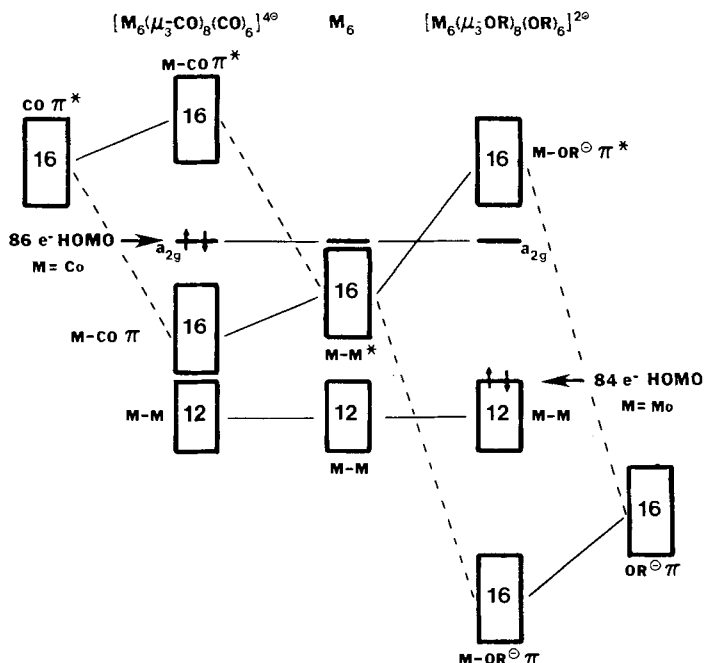 [M₆(μ₃-CO)₈(CO)₆]⁴⊖ M₆ [M₆(μ₃-OR)₈(OR)₆]²⊖
M-CO π*
CO π*
16
16
16
M-OR⊖ π*
86 e⁻ HOMO
M = Co
a₂g
a₂g
16
M-M*
M-CO π
16
M-M
12
12
M-M
12
M-M
84 e⁻ HOMO
M = Mo
16
OR⊖ π
16
M-OR⊖ π